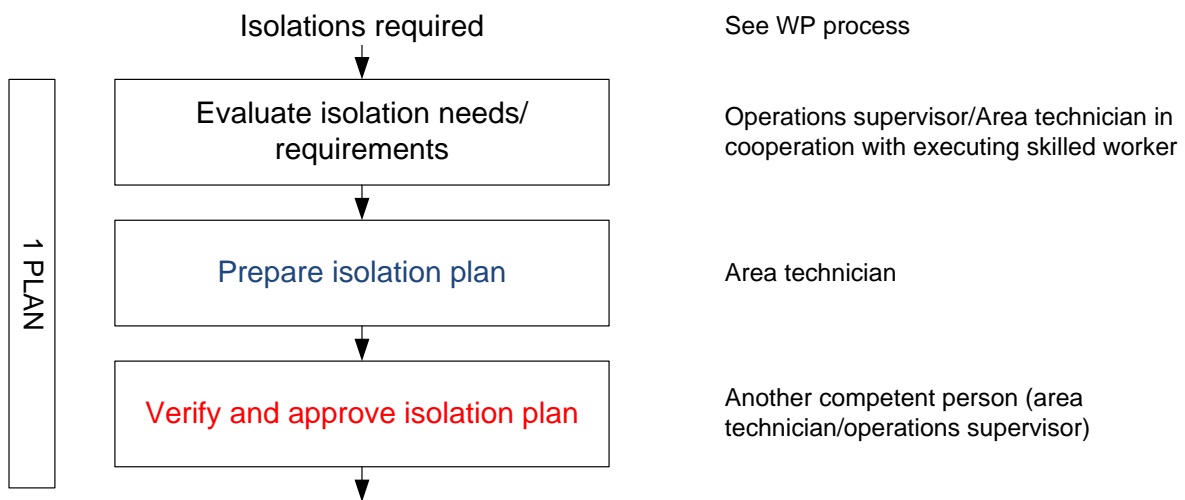 Isolations required
See WP process
1 PLAN
Evaluate isolation needs/
requirements
Operations supervisor/Area technician in
cooperation with executing skilled worker
Prepare isolation plan
Area technician
Verify and approve isolation plan
Another competent person (area
technician/operations supervisor)